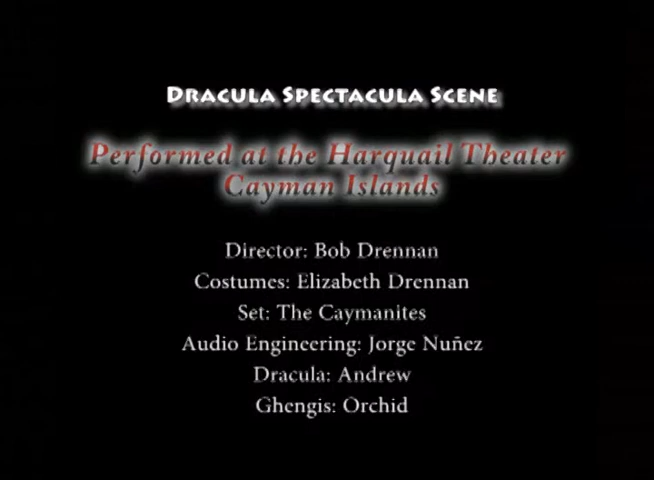 Dracula Spectacula Scene
Performed at the Harquail Theater
Cayman Islands
Director: Bob Drennan
Costumes: Elizabeth Drennan
Set: The Caymanites
Audio Engineering: Jorge Nuñez
Dracula: Andrew
Ghengis: Orchid